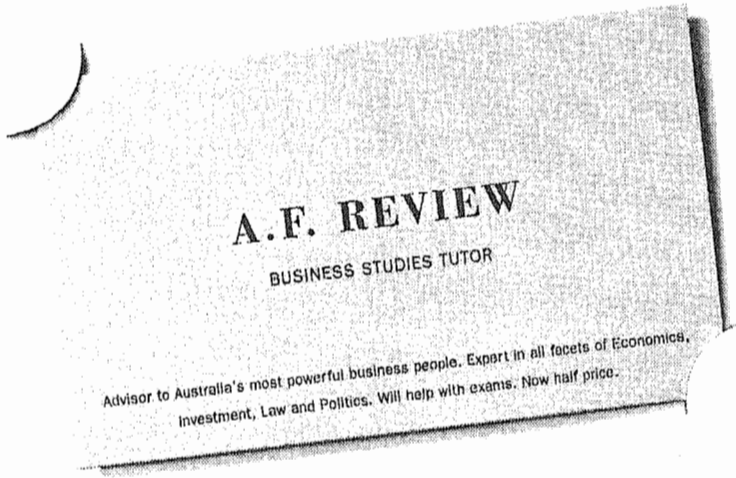 A.F. REVIEW
BUSINESS STUDIES TUTOR
Advisor to Australia's most powerful business people. Expert in all facets of Economics,
Investment, Law and Politics. Will help with exams. Now half price.